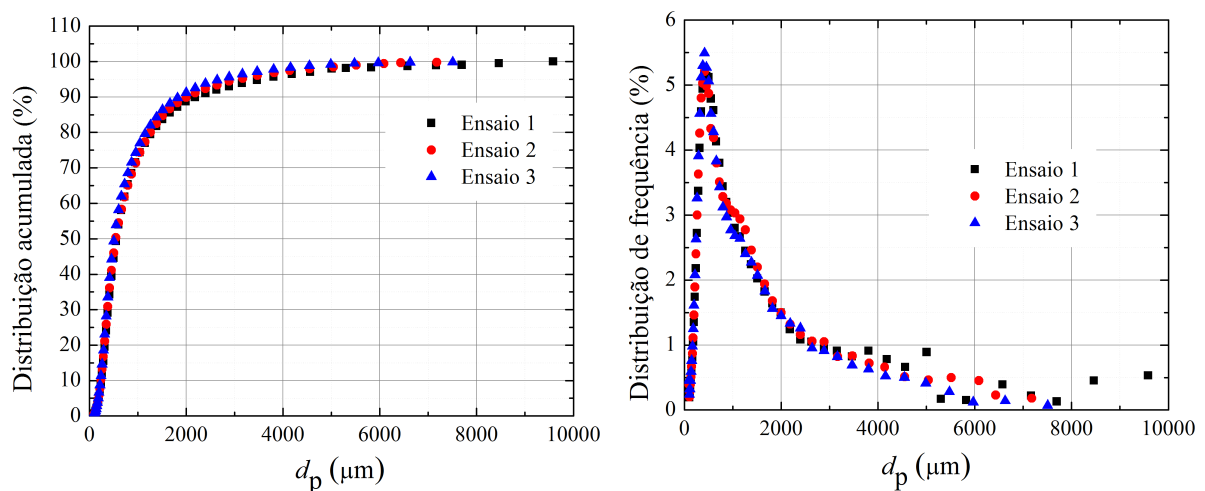 Distribuição acumulada (%)
110
100
90
80
70
60
50
40
30
20
10
0
Ensaio 1
Ensaio 2
Ensaio 3
0 2000 4000 6000 8000 10000
dp (μm)
Distribuição de frequência (%)
6
5
4
3
2
1
0
Ensaio 1
Ensaio 2
Ensaio 3
0 2000 4000 6000 8000 10000
dp (μm)